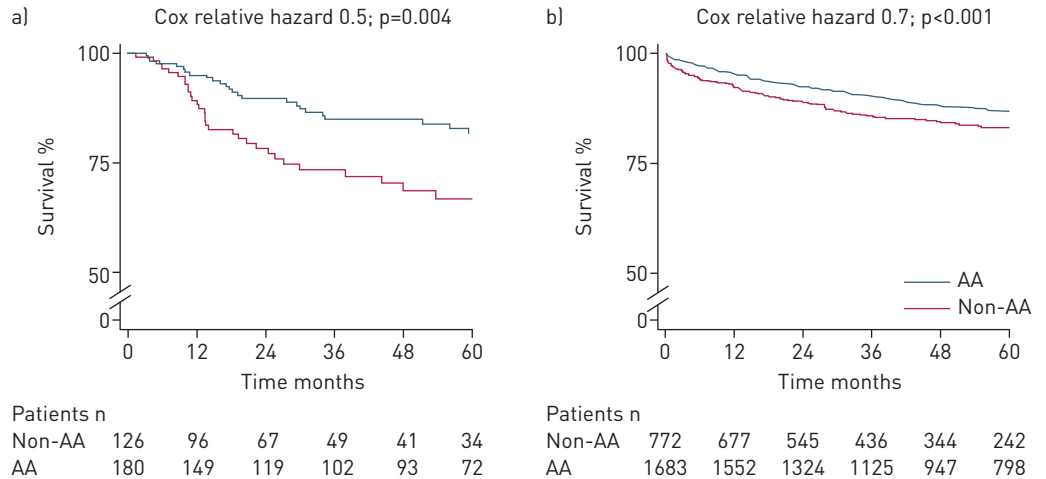 a)
Cox relative hazard 0.5; p=0.004
100
75
50
0
Survival %
0 12 24 36 48 60
Time months
Patients n
Non-AA 126 96 67 49 41 34
AA 180 149 119 102 93 72
b)
Cox relative hazard 0.7; p<0.001
100
75
50
0
Survival %
AA
Non-AA
0 12 24 36 48 60
Time months
Patients n
Non-AA 772 677 545 436 344 242
AA 1683 1552 1324 1125 947 798